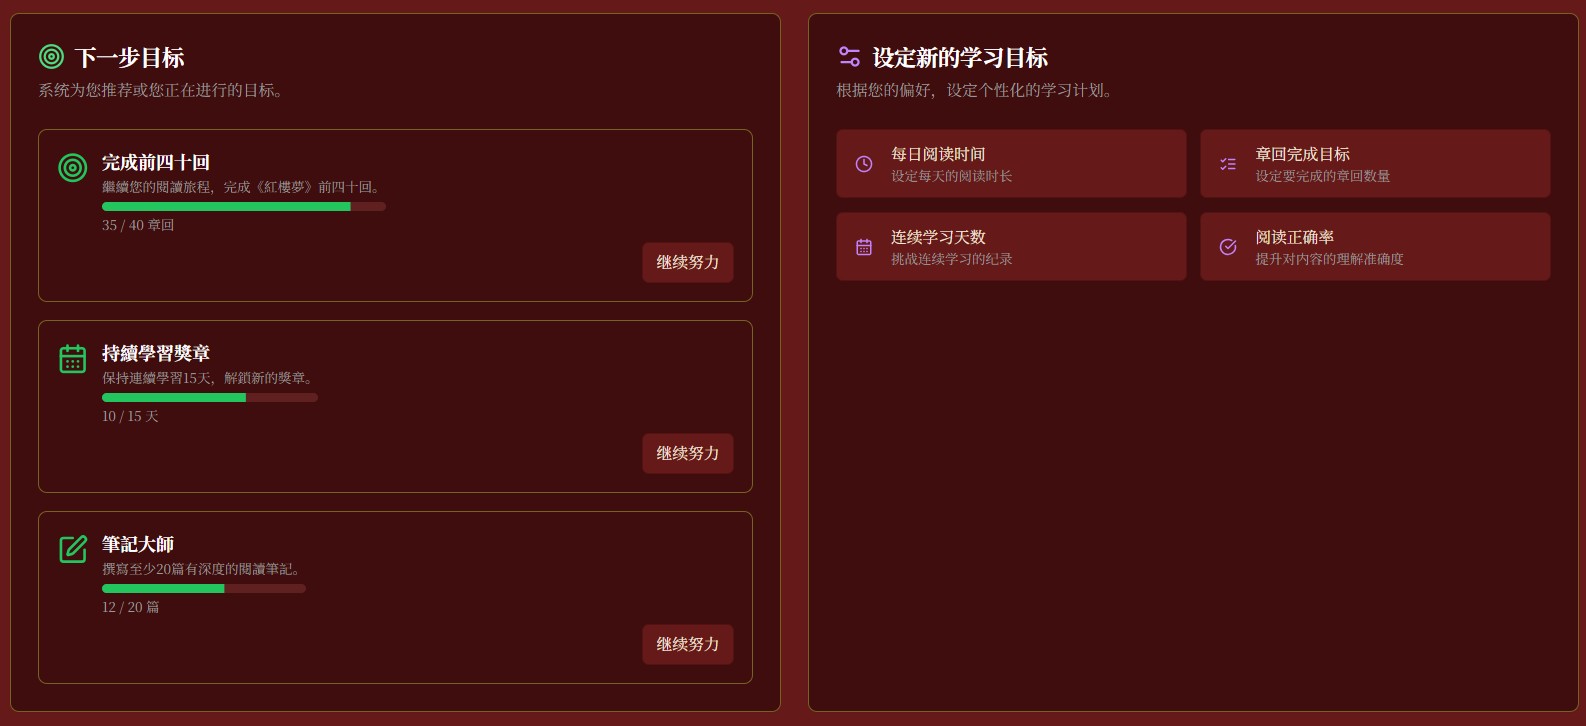 下一步目标
系统为您推荐或您正在进行的目标。
完成前四十回
繼續您的閱讀旅程，完成《紅樓夢》前四十回。
35 / 40 章回
继续努力
持續學習獎章
保持連續學習15天，解鎖新的獎章。
10 / 15 天
继续努力
筆記大師
撰寫至少20篇有深度的閱讀筆記。
12 / 20 篇
继续努力
设定新的学习目标
根据您的偏好，设定个性化的学习计划。
每日阅读时间
设定每天的阅读时长
章回完成目标
设定要完成的章回数量
连续学习天数
挑战连续学习的纪录
阅读正确率
提升对内容的理解准确度